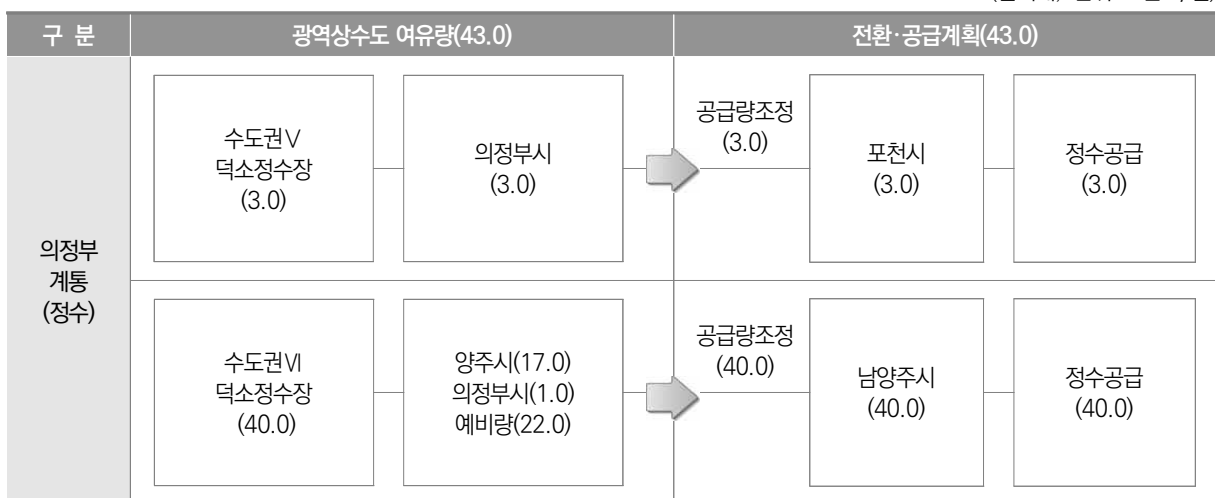 구 분
광역상수도 여유량(43.0)
전환·공급계획(43.0)
의정부
계통
(정수)
수도권Ⅴ
덕소정수장
(3.0)
의정부시
(3.0)
공급량조정
(3.0)
포천시
(3.0)
정수공급
(3.0)
수도권Ⅵ
덕소정수장
(40.0)
양주시(17.0)
의정부시(1.0)
예비량(22.0)
공급량조정
(40.0)
남양주시
(40.0)
정수공급
(40.0)